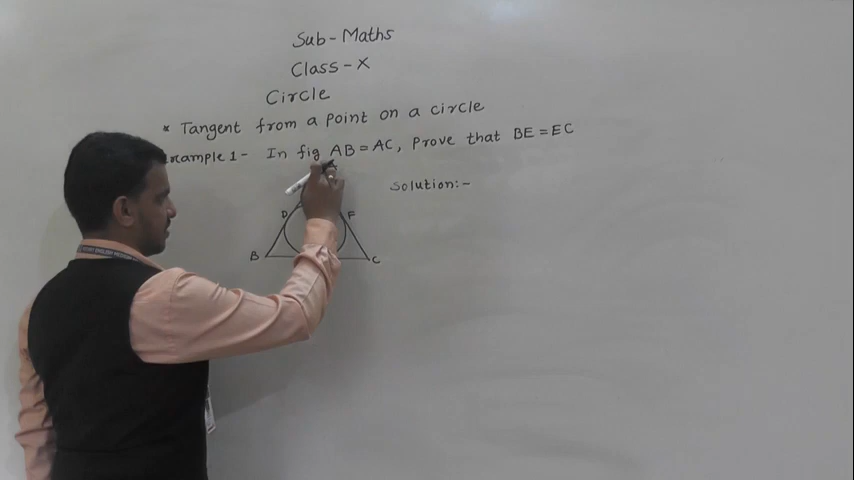 Sub-Maths
Class-X
Circle
* Tangent from a point on a circle
Example 1- In fig AB=AC, Prove that BE=EC
Solution:-
D F
B C